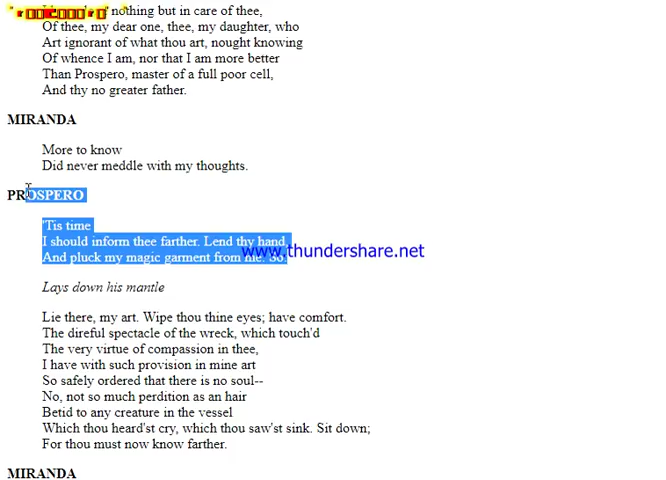 nothing but in care of thee,
Of thee, my dear one, thee, my daughter, who
Art ignorant of what thou art, nought knowing
Of whence I am, nor that I am more better
Than Prospero, master of a full poor cell,
And thy no greater father.
MIRANDA
More to know
Did never meddle with my thoughts.
PROSPERO
'Tis time
I should inform thee farther. Lend thy hand,
And pluck my magic garment from me. So:
www.thundershare.net
Lays down his mantle
Lie there, my art. Wipe thou thine eyes; have comfort.
The direful spectacle of the wreck, which touch'd
The very virtue of compassion in thee,
I have with such provision in mine art
So safely ordered that there is no soul--
No, not so much perdition as an hair
Betid to any creature in the vessel
Which thou heard'st cry, which thou saw'st sink. Sit down;
For thou must now know farther.
MIRANDA